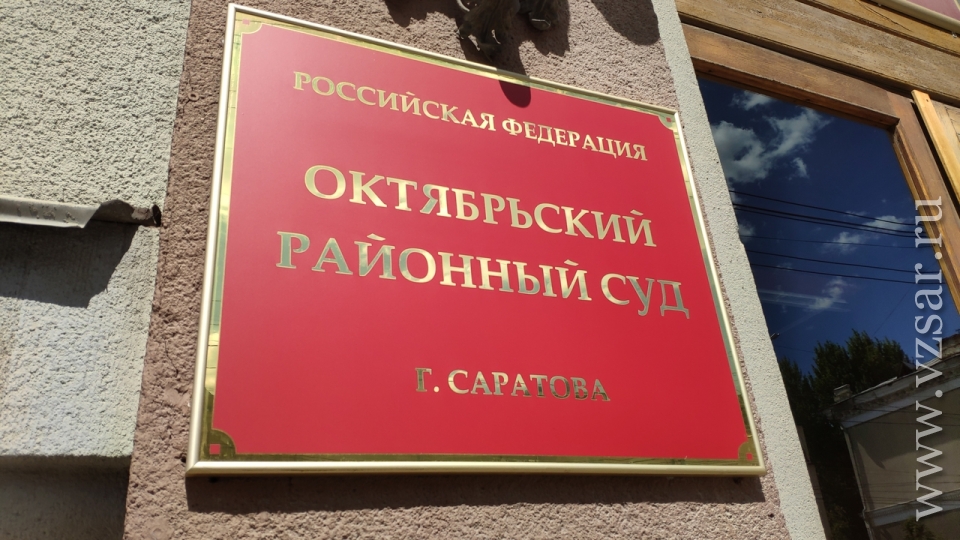 РОССИЙСКАЯ ФЕДЕРАЦИЯ
ОКТЯБРЬСКИЙ
РАЙОННЫЙ СУД
Г. САРАТОВА
www.vzsar.ru